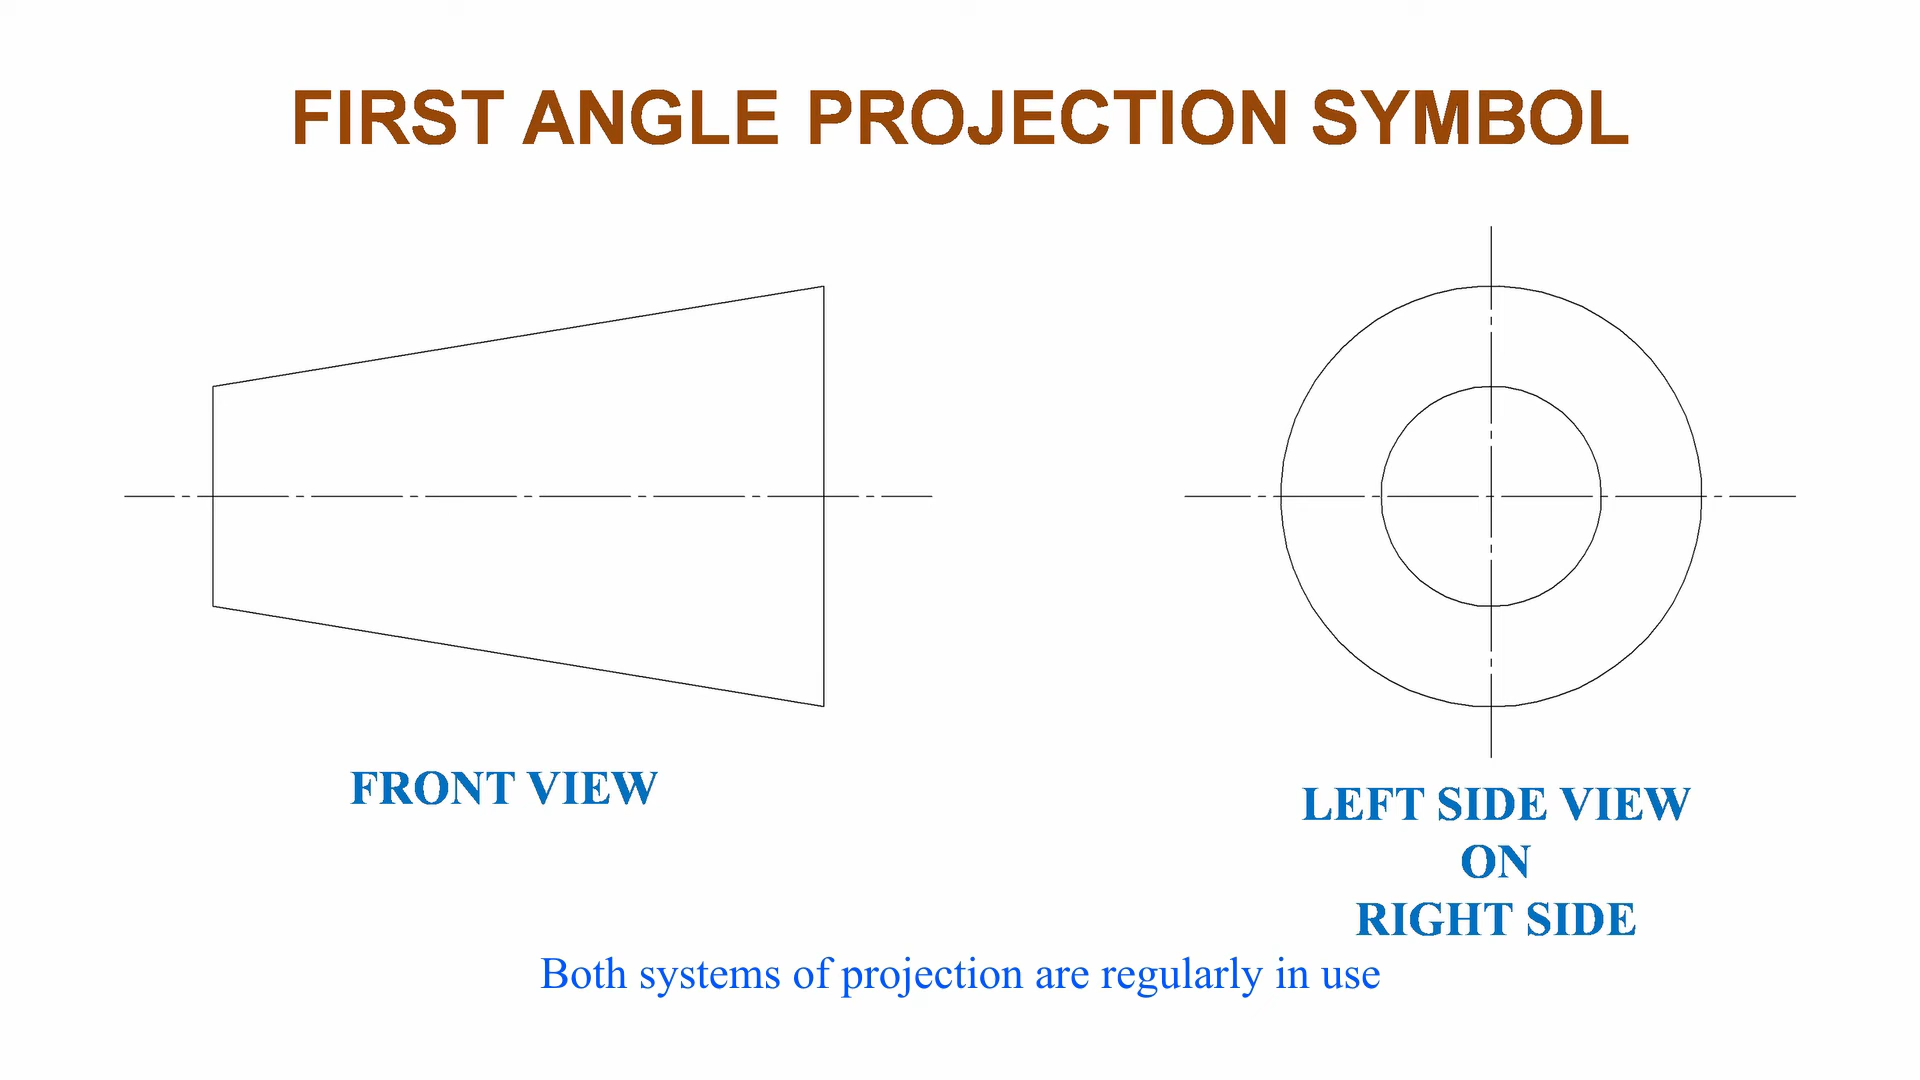 FIRST ANGLE PROJECTION SYMBOL
FRONT VIEW
LEFT SIDE VIEW
ON
RIGHT SIDE
Both systems of projection are regularly in use